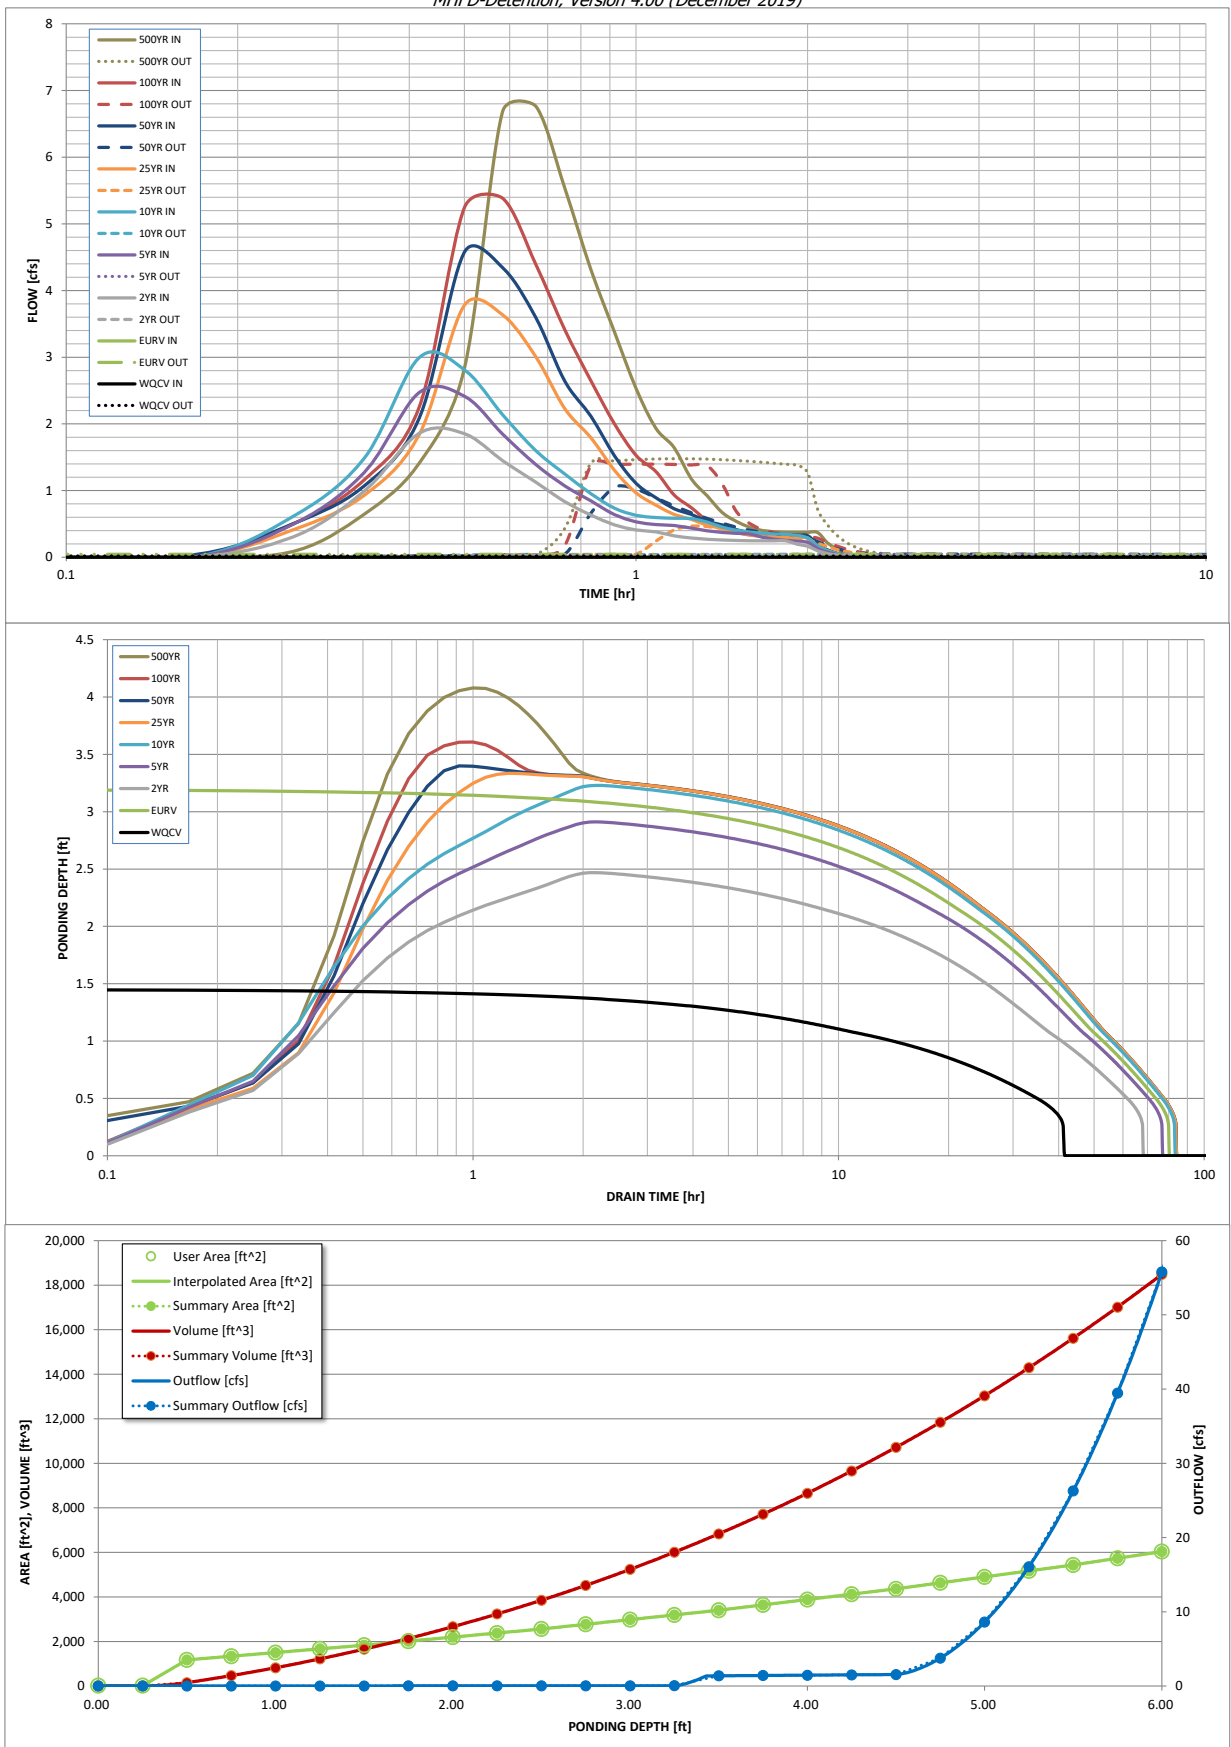 MHFD-Detention, Version 4.00 (December 2019)
8
7
6
5
4
3
2
1
0
FLOW [cfs]
500YR IN
500YR OUT
100YR IN
100YR OUT
50YR IN
50YR OUT
25YR IN
25YR OUT
10YR IN
10YR OUT
5YR IN
5YR OUT
2YR IN
2YR OUT
EURV IN
EURV OUT
WQCV IN
WQCV OUT
0.1
1
10
TIME [hr]
4.5
4
3.5
3
2.5
2
1.5
1
0.5
0
PONDING DEPTH [ft]
500YR
100YR
50YR
25YR
10YR
5YR
2YR
EURV
WQCV
0.1
1
10
100
DRAIN TIME [hr]
20,000
18,000
16,000
14,000
12,000
10,000
8,000
6,000
4,000
2,000
0
AREA [ft^2], VOLUME [ft^3]
User Area [ft^2]
Interpolated Area [ft^2]
Summary Area [ft^2]
Volume [ft^3]
Summary Volume [ft^3]
Outflow [cfs]
Summary Outflow [cfs]
60
50
40
30
20
10
0
OUTFLOW [cfs]
0.00
1.00
2.00
3.00
4.00
5.00
6.00
PONDING DEPTH [ft]